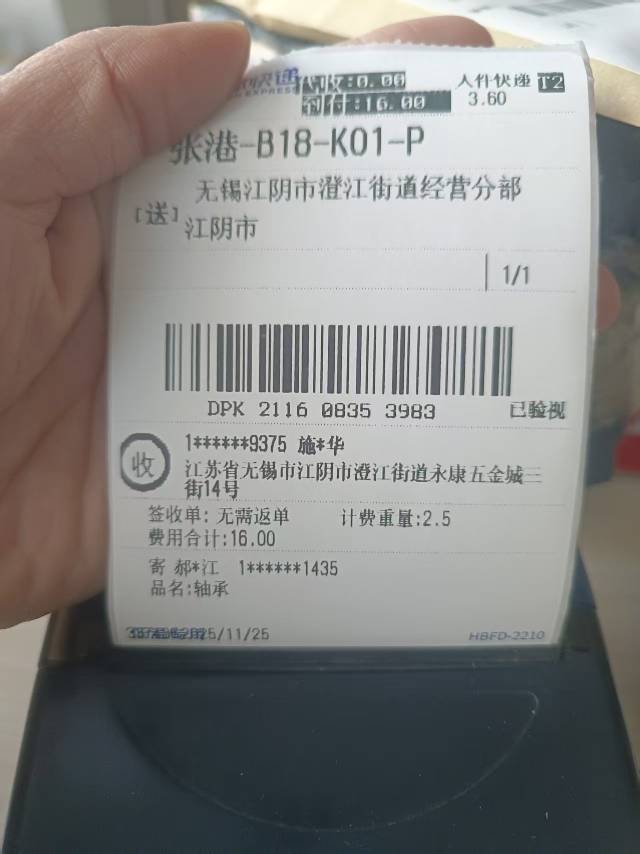 快递 代收:0.00 大件快递 T2
EXPRESS 到付:16.00 3.60
张港-B18-K01-P
无锡江阴市澄江街道经营分部
[送] 江阴市
1/1
DPK 2116 0835 3983 已验视
1******9375 施*华
收 江苏省无锡市江阴市澄江街道永康五金城三
街14号
签收单: 无需返单 计费重量:2.5
费用合计:16.00
寄 郝*江 1******1435
品名:轴承
25/11/25 HBFD-2210